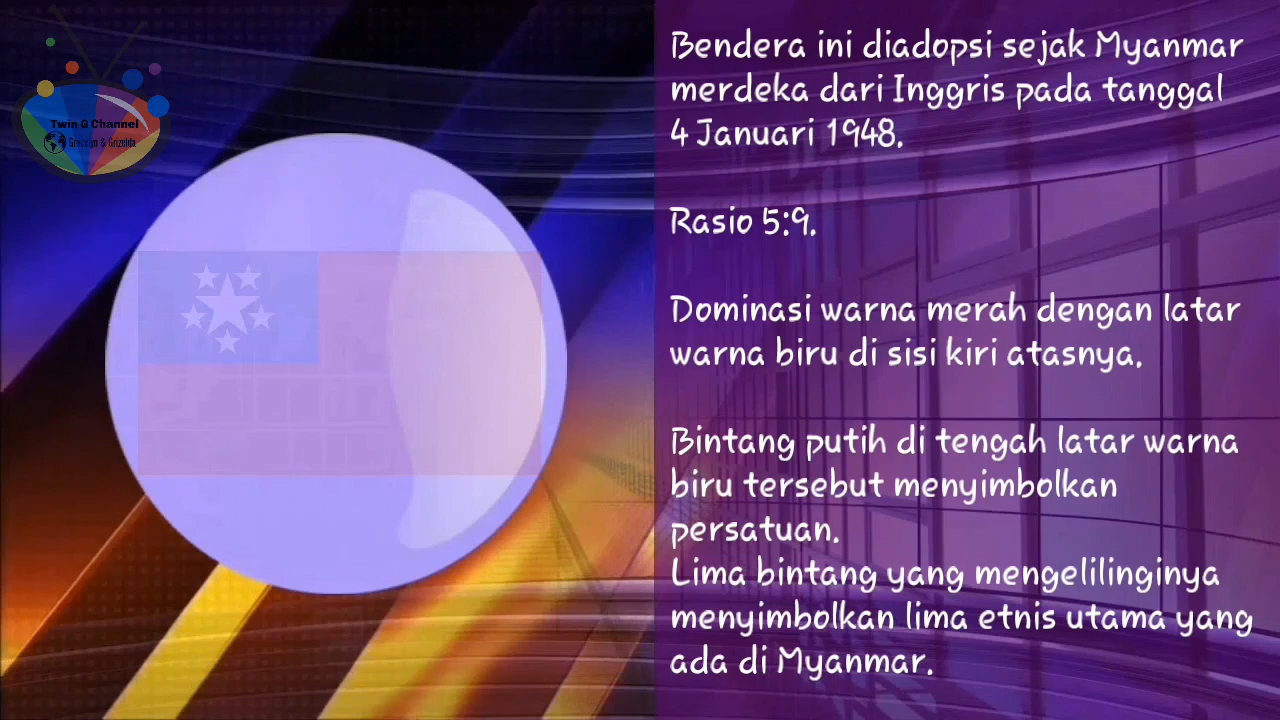 Twin G Channel
Gracelyn & Grizelda
Bendera ini diadopsi sejak Myanmar
merdeka dari Inggris pada tanggal
4 Januari 1948.
Rasio 5:9.
Dominasi warna merah dengan latar
warna biru di sisi kiri atasnya.
Bintang putih di tengah latar warna
biru tersebut menyimbolkan
persatuan.
Lima bintang yang mengelilinginya
menyimbolkan lima etnis utama yang
ada di Myanmar.